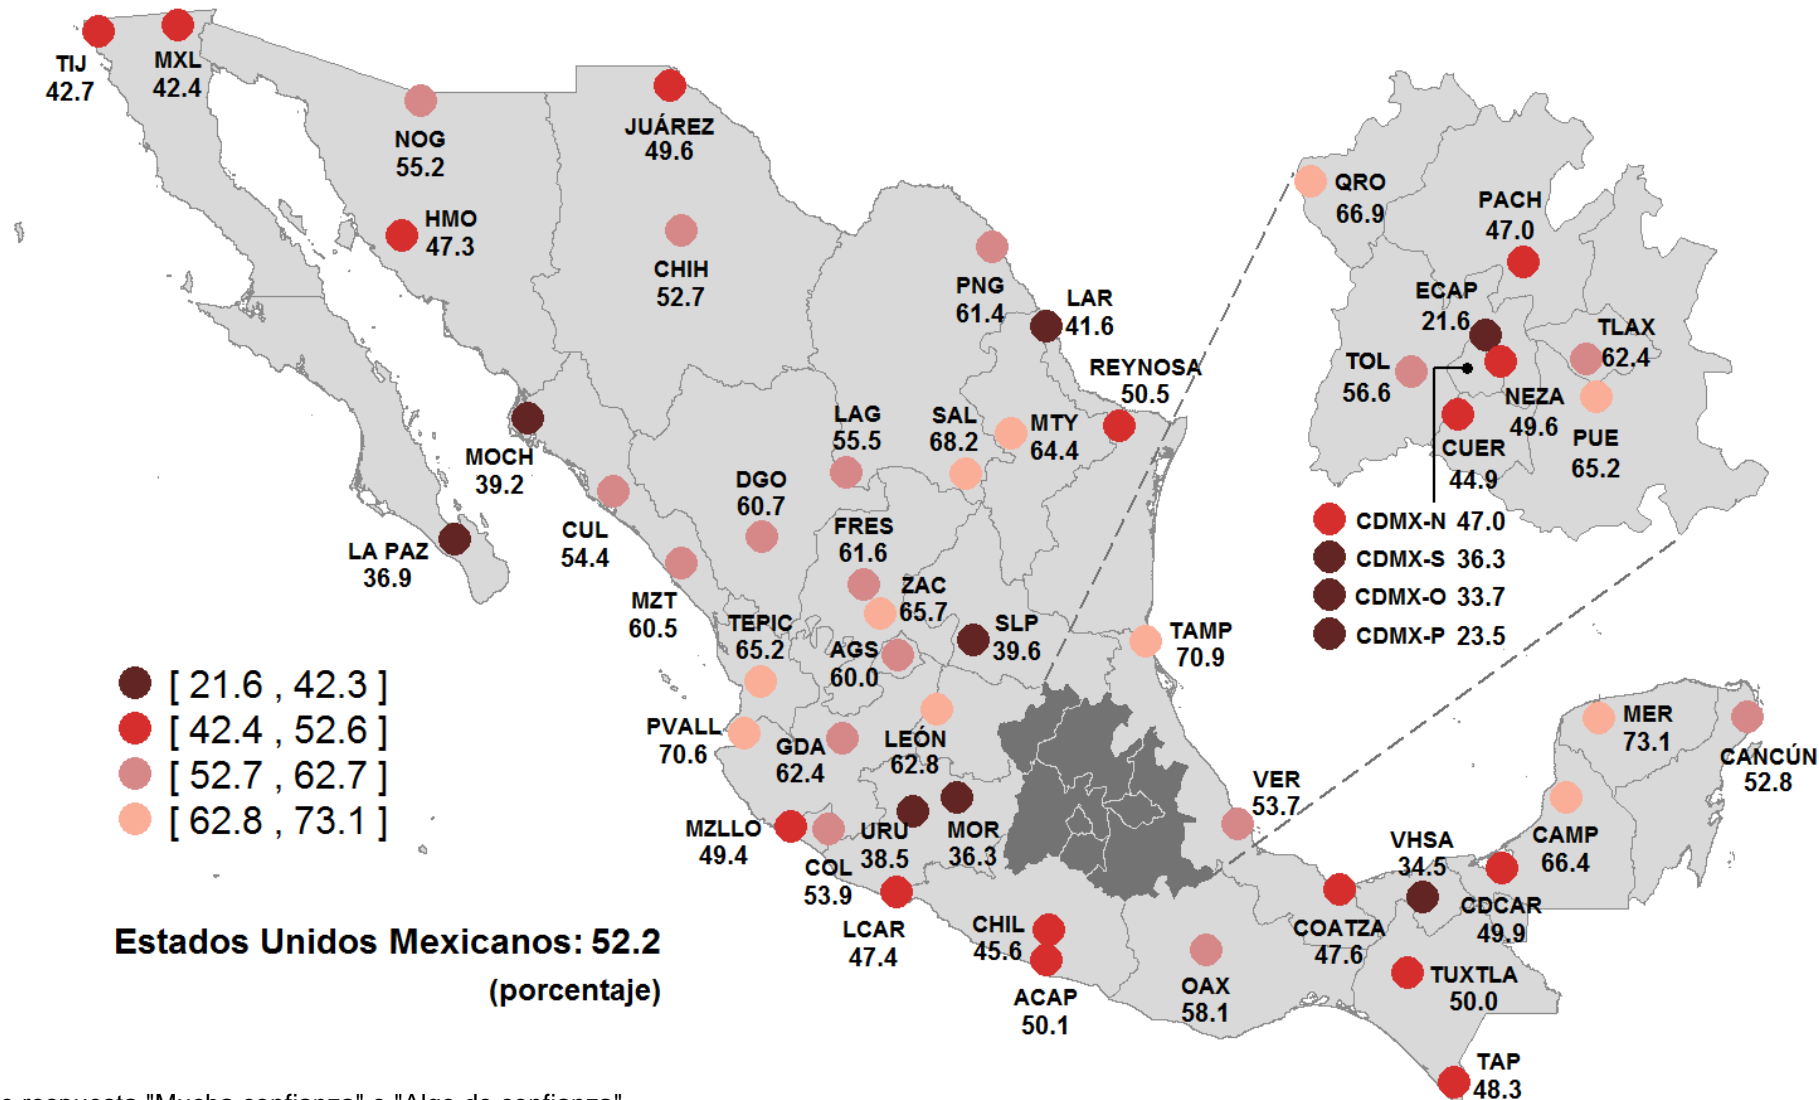 TIJ
42.7
MXL
42.4
NOG
55.2
HMO
47.3
JUÁREZ
49.6
CHIH
52.7
PNG
61.4
LAR
41.6
REYNOSA
50.5
LAG
55.5
SAL
68.2
MTY
64.4
MOCH
39.2
LA PAZ
36.9
CUL
54.4
DGO
60.7
MZT
60.5
FRES
61.6
ZAC
65.7
TEPIC
65.2
AGS
60.0
SLP
39.6
TAMP
70.9
PVALL
70.6
GDA
62.4
LEÓN
62.8
MZLLO
49.4
COL
53.9
URU
38.5
MOR
36.3
LCAR
47.4
CHIL
45.6
ACAP
50.1
OAX
58.1
VER
53.7
COATZA
47.6
VHSA
34.5
CDCAR
49.9
TUXTLA
50.0
TAP
48.3
CAMP
66.4
MER
73.1
CANCÚN
52.8
QRO
66.9
PACH
47.0
ECAP
21.6
TLAX
62.4
TOL
56.6
NEZA
49.6
CUER
44.9
PUE
65.2
CDMX-N 47.0
CDMX-S 36.3
CDMX-O 33.7
CDMX-P 23.5
[ 21.6 , 42.3 ]
[ 42.4 , 52.6 ]
[ 52.7 , 62.7 ]
[ 62.8 , 73.1 ]
Estados Unidos Mexicanos: 52.2
(porcentaje)
respuesta "Mucha confianza" o "Algo de confianza"